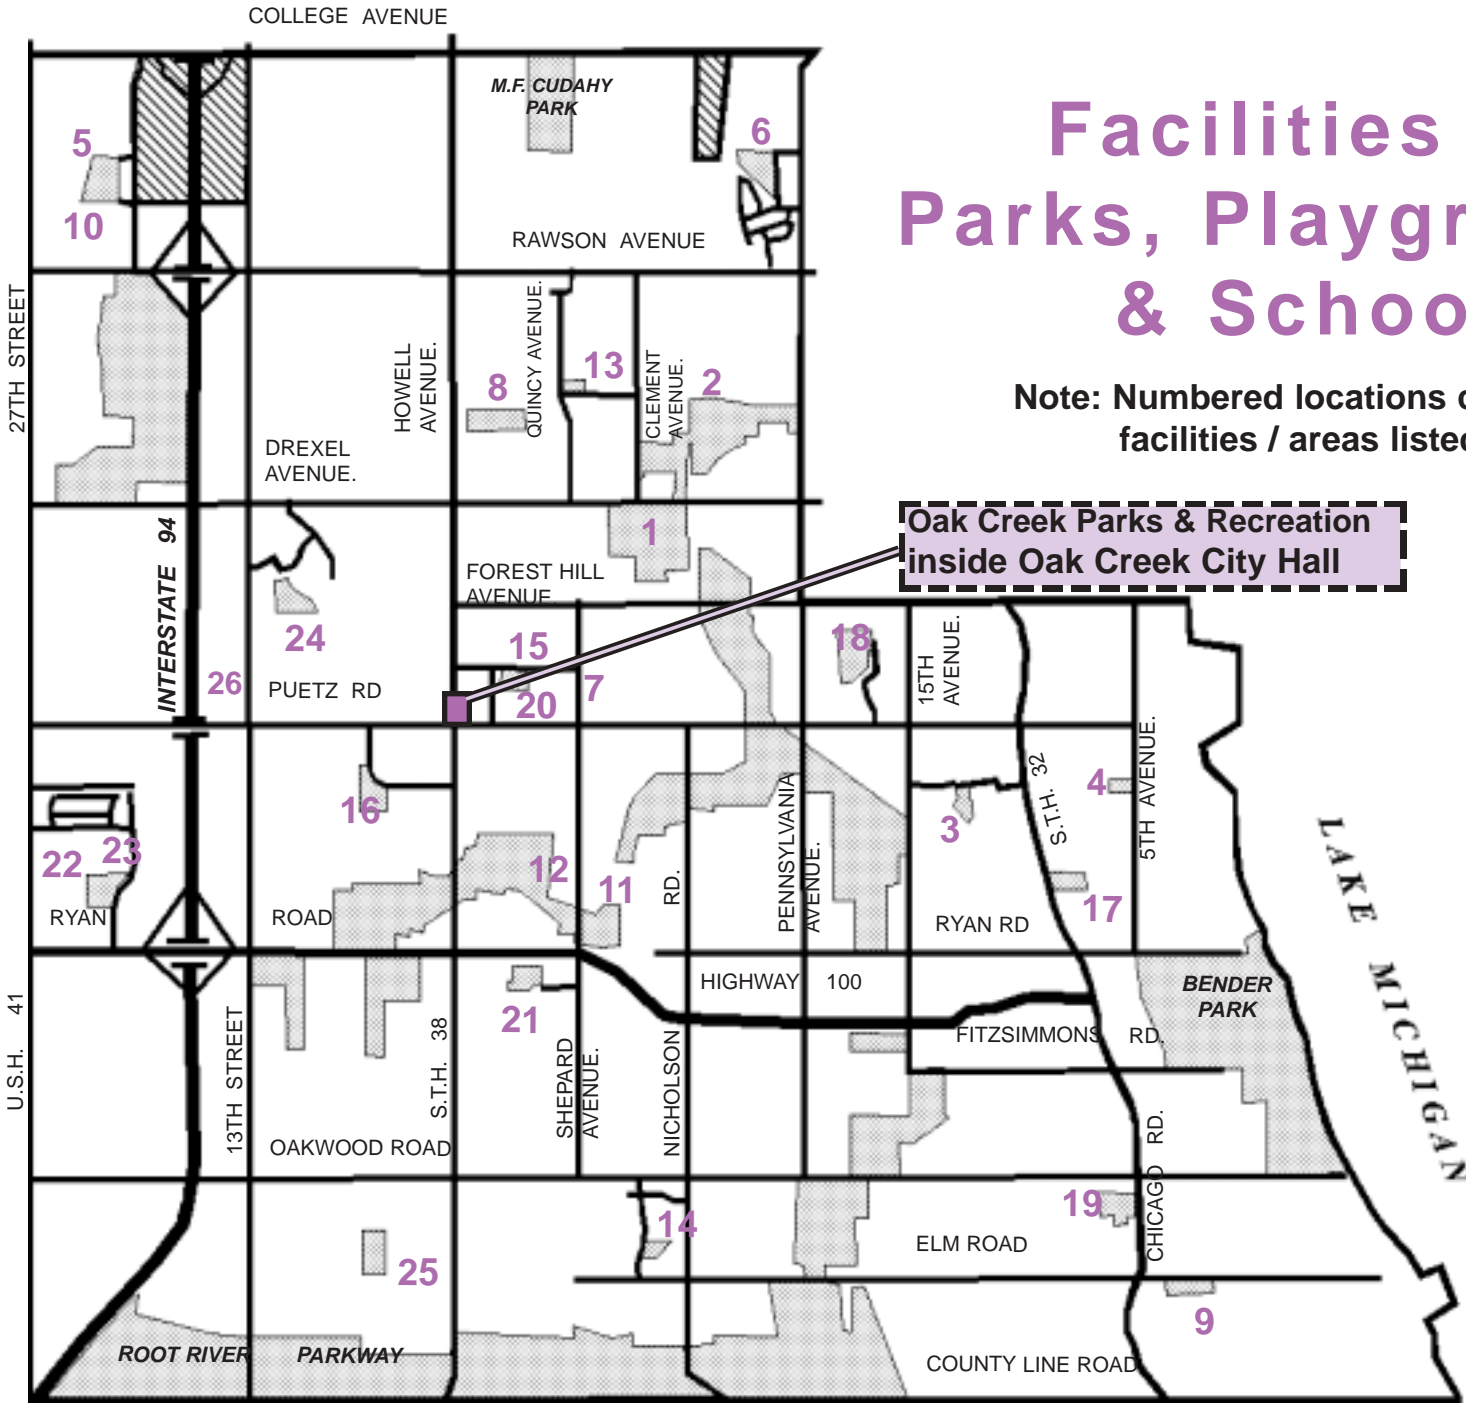 COLLEGE AVENUE
M.F. CUDAHY
PARK
5
6
10
RAWSON AVENUE
Facilities
Parks, Playgr
& Schoo
Note: Numbered locations
facilities / areas liste
27TH STREET
HOWELL
AVENUE.
QUINCY AVENUE.
CLEMENT
AVENUE.
8
13
2
DREXEL
AVENUE.
INTERSTATE 94
1
Oak Creek Parks & Recreation
inside Oak Creek City Hall
FOREST HILL
AVENUE
24
15
18
15TH
AVENUE.
26
PUETZ RD
20
7
S.T.H. 32
4
5TH AVENUE.
16
3
PENNSYLVANIA
AVENUE.
22
23
12
11
17
RYAN
ROAD
RD.
RYAN RD
LAKE MICHIGAN
HIGHWAY 100
BENDER
PARK
U.S.H. 41
21
13TH STREET
S.T.H. 38
SHEPARD
AVENUE.
NICHOLSON
FITZSIMMONS RD.
OAKWOOD ROAD
CHICAGO RD.
19
14
ELM ROAD
25
9
ROOT RIVER PARKWAY
COUNTY LINE ROAD